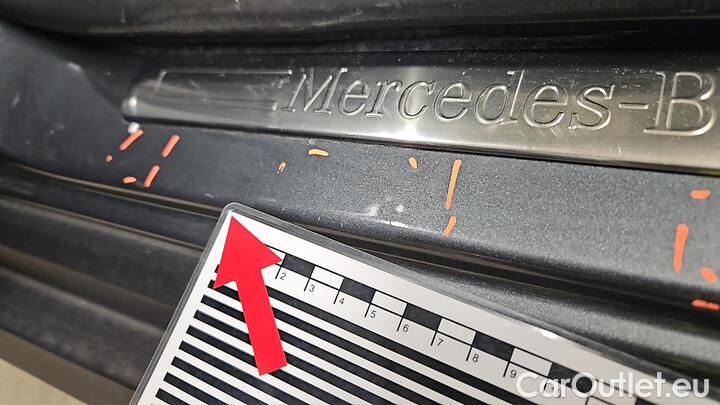 Mercedes-B
2 3 4 5 6 7 8 9
CarOutlet.eu